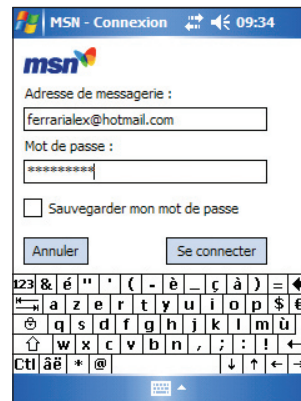 MSN - Connexion 09:34
msn
Adresse de messagerie :
ferrarialex@hotmail.com
Mot de passe :
*********
Sauvegarder mon mot de passe
Annuler Se connecter
123 & é " ' ( - è _ ç à ) =
a z e r t y u i o p $ €
q s d f g h j k l m ù
w x c v b n , ; : !
Ctl âë * @